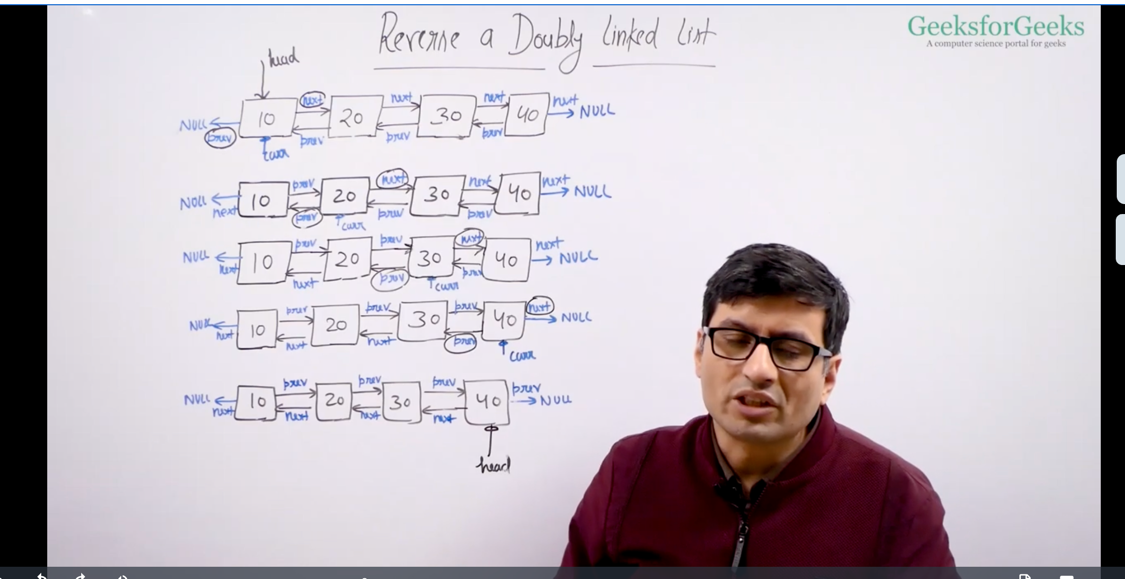 Reverse a Doubly Linked List
GeeksforGeeks
A computer science portal for geeks
head
next next next next
NULL 10 20 30 40 NULL
prev prev prev prev
curr
prev next next next
NULL 10 20 30 40 NULL
next prev prev prev
curr
prev prev next next
NULL 10 20 30 40 NULL
next next prev prev
curr
prev prev prev next
NULL 10 20 30 40 NULL
next next next prev
curr
prev prev prev prev
NULL 10 20 30 40 NULL
next next next next
head